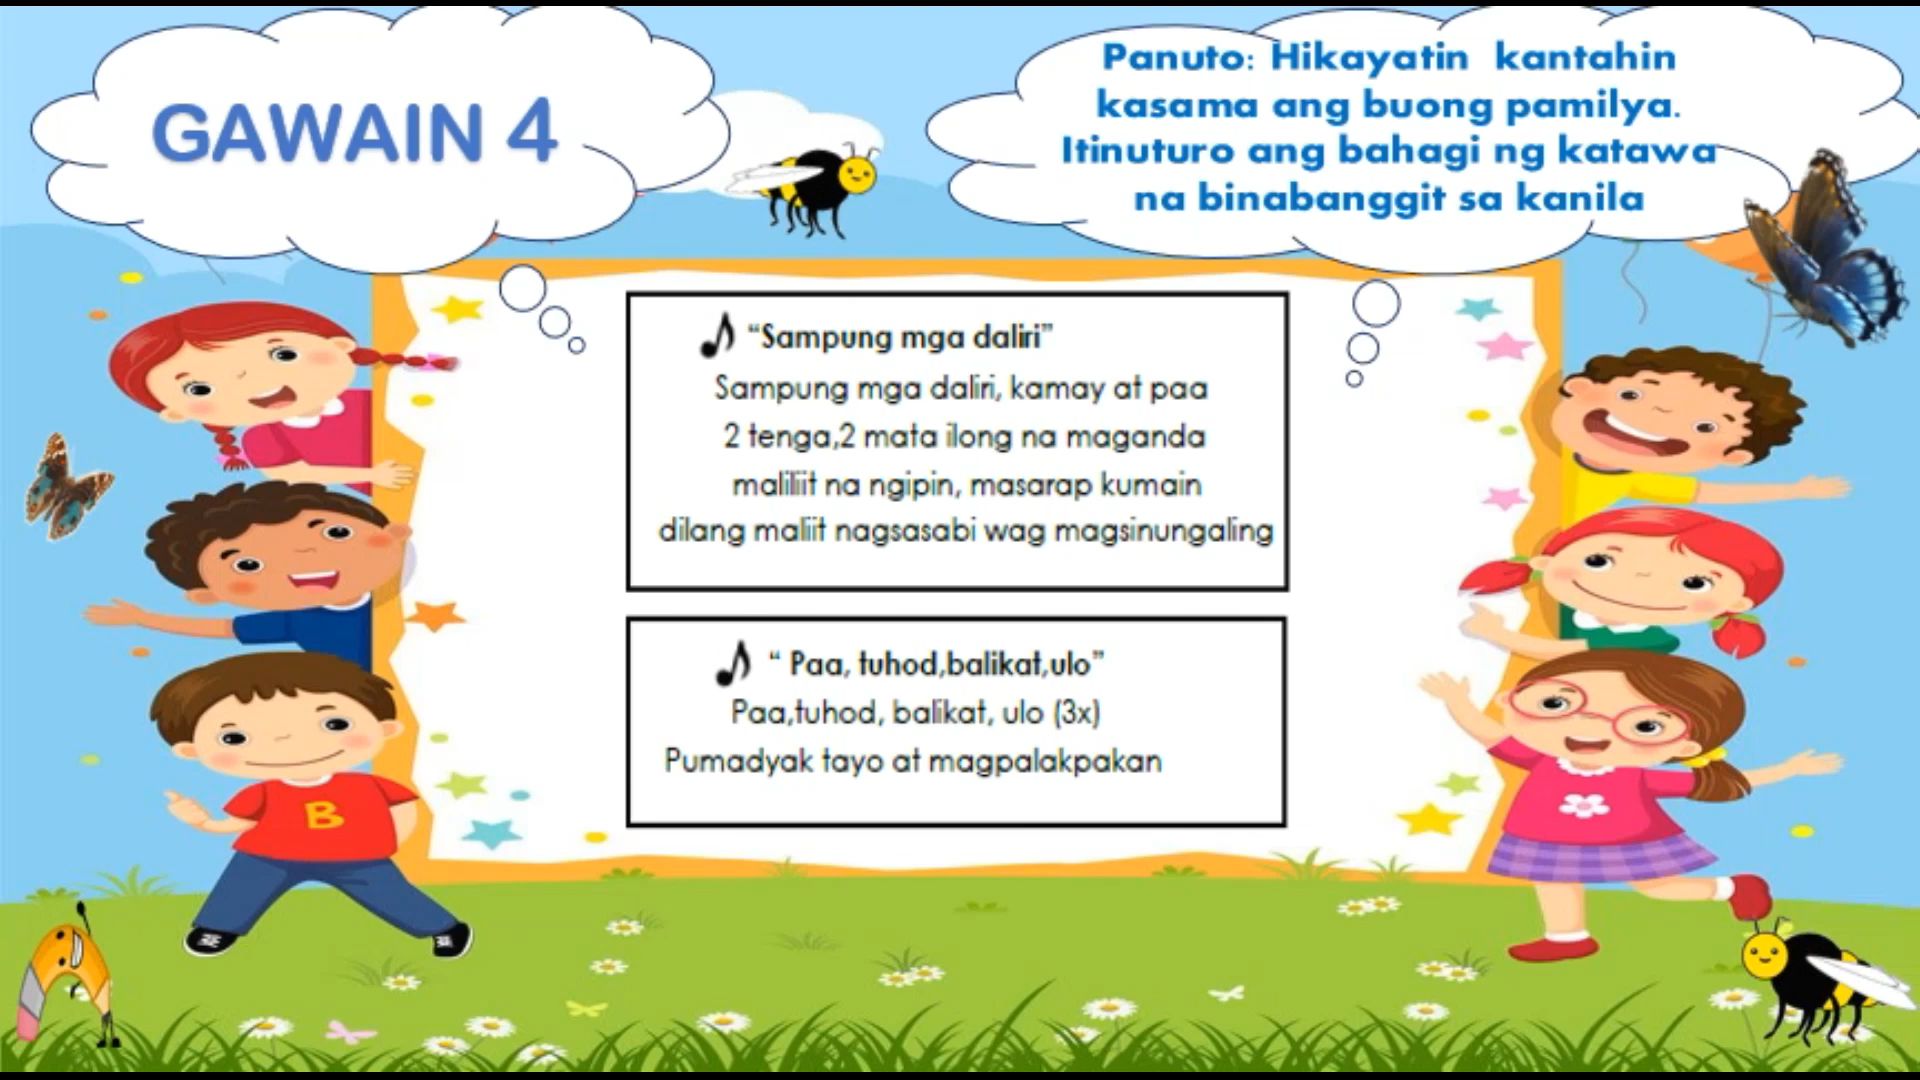 GAWAIN 4
Panuto: Hikayatin kantahin
kasama ang buong pamilya.
Itinuturo ang bahagi ng katawa
na binabanggit sa kanila
“Sampung mga daliri”
Sampung mga daliri, kamay at paa
2 tenga,2 mata ilong na maganda
maliliit na ngipin, masarap kumain
dilang maliit nagsasabi wag magsinungaling
“ Paa, tuhod,balikat,ulo”
Paa,tuhod, balikat, ulo (3x)
Pumadyak tayo at magpalakpakan
B